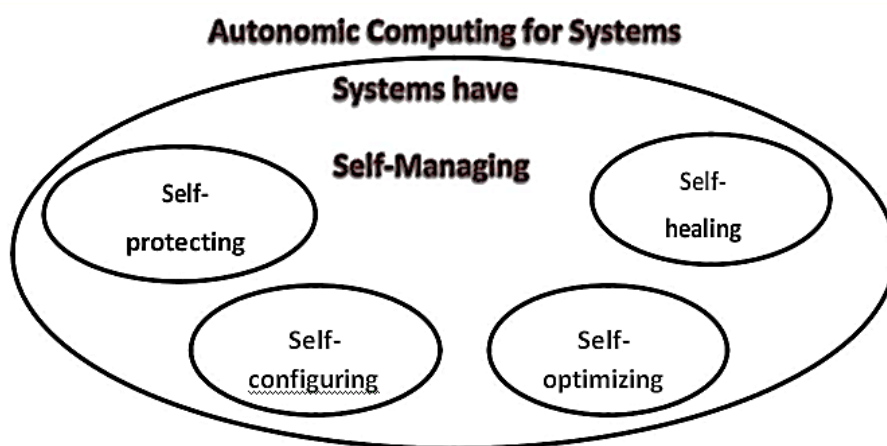 Autonomic Computing for Systems
Systems have
Self-Managing
Self-
protecting
Self-
healing
Self-
configuring
Self-
optimizing